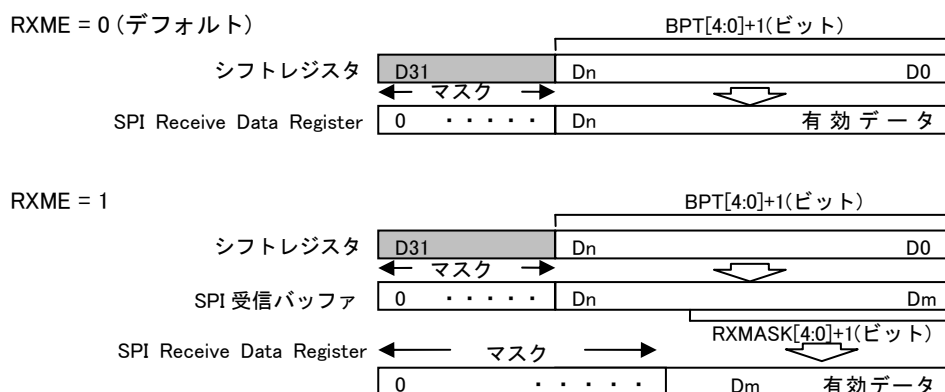 RXME = 0 (デフォルト)
BPT[4:0]+1(ビット)
シフトレジスタ D31 Dn D0
マスク
SPI Receive Data Register 0 ・・・・・ Dn 有効データ
RXME = 1
BPT[4:0]+1(ビット)
シフトレジスタ D31 Dn D0
マスク
SPI 受信バッファ 0 ・・・・・ Dn Dm
RXMASK[4:0]+1(ビット)
SPI Receive Data Register マスク
0 ・・・・・ Dm 有効データ